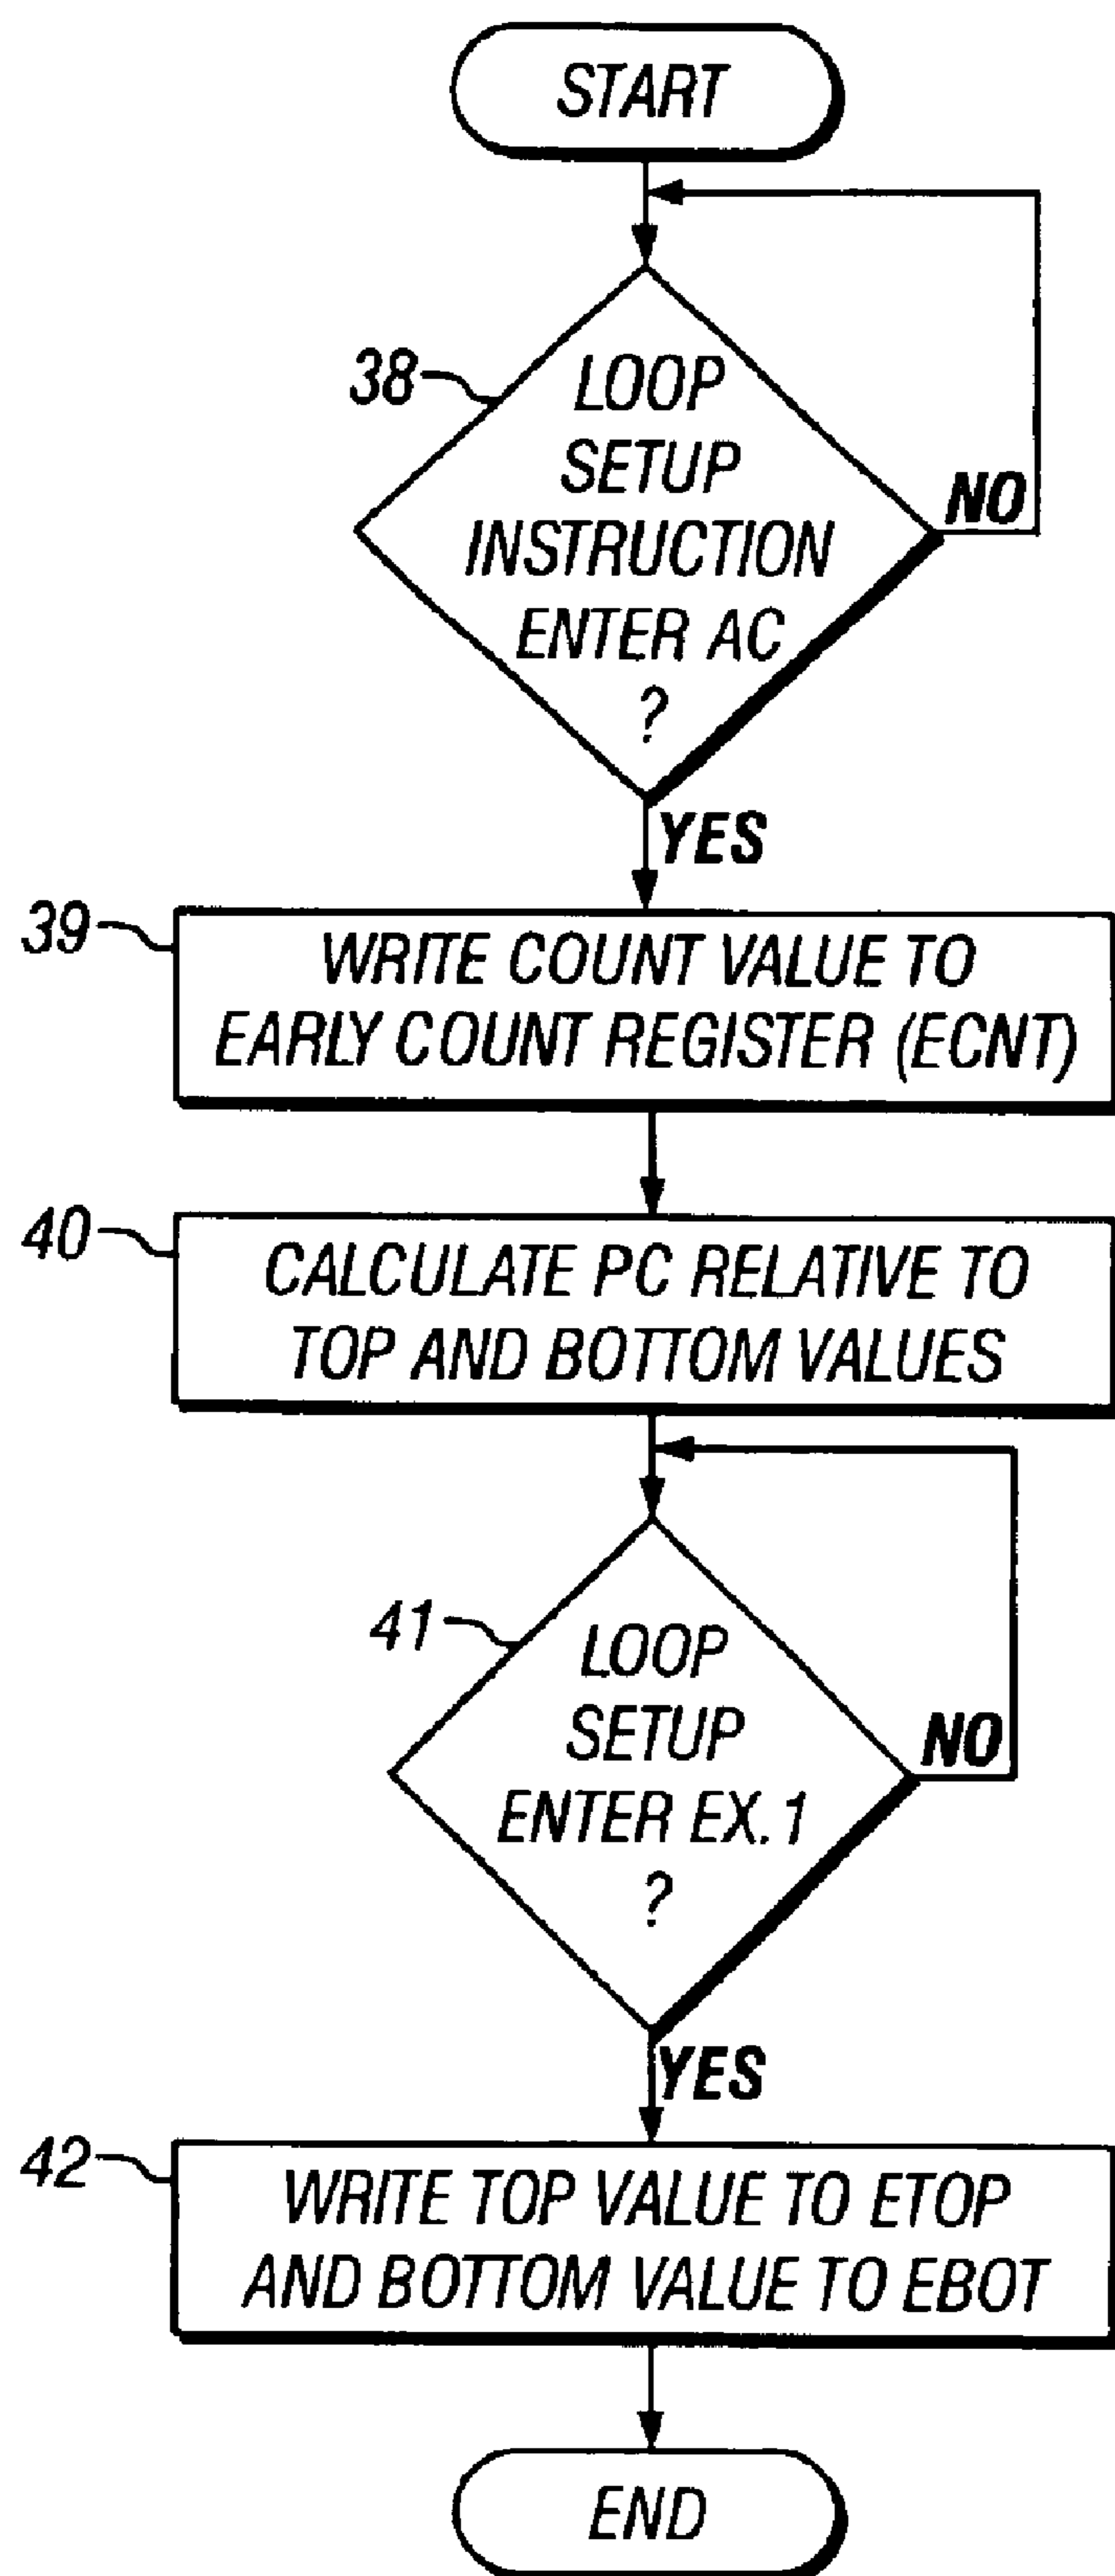 START
38
LOOP
SETUP
INSTRUCTION
ENTER AC
?
NO
YES
39
WRITE COUNT VALUE TO
EARLY COUNT REGISTER (ECNT)
40
CALCULATE PC RELATIVE TO
TOP AND BOTTOM VALUES
41
LOOP
SETUP
ENTER EX.1
?
NO
YES
42
WRITE TOP VALUE TO ETOP
AND BOTTOM VALUE TO EBOT
END